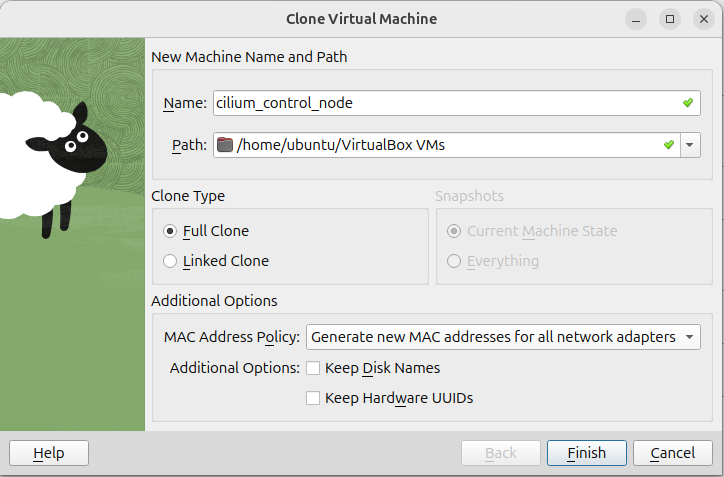 Clone Virtual Machine
New Machine Name and Path
Name: cilium_control_node
Path: /home/ubuntu/VirtualBox VMs
Clone Type
Full Clone
Linked Clone
Snapshots
Current Machine State
Everything
Additional Options
MAC Address Policy: Generate new MAC addresses for all network adapters
Additional Options: Keep Disk Names
Keep Hardware UUIDs
Help Back Finish Cancel